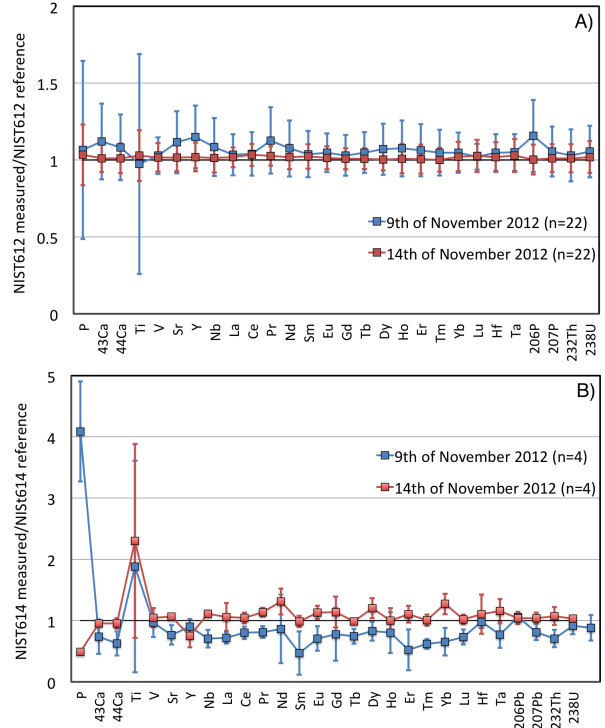 2
A)
1.5
1
0.5
0
NIST612 measured/NIST612 reference
9th of November 2012 (n=22)
14th of November 2012 (n=22)
P 43Ca 44Ca Ti V Sr Y Nb La Ce Pr Nd Sm Eu Gd Tb Dy Ho Er Tm Yb Lu Hf Ta 206P 207P 232Th 238U
5
B)
4
3
2
1
0
NIST614 measured/NISt614 reference
9th of November 2012 (n=4)
14th of November 2012 (n=4)
P 43Ca 44Ca Ti V Sr Y Nb La Ce Pr Nd Sm Eu Gd Tb Dy Ho Er Tm Yb Lu Hf Ta 206Pb 207Pb 232Th 238U